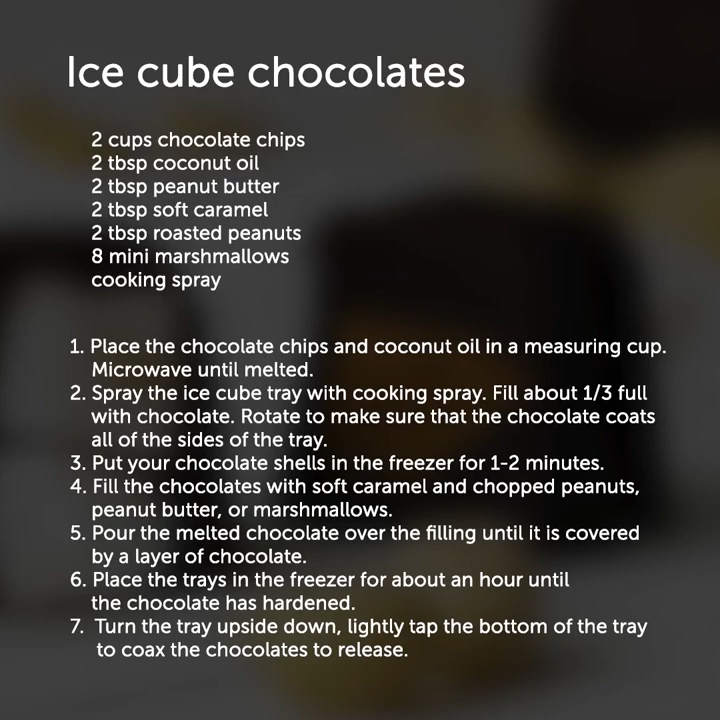 Ice cube chocolates
2 cups chocolate chips
2 tbsp coconut oil
2 tbsp peanut butter
2 tbsp soft caramel
2 tbsp roasted peanuts
8 mini marshmallows
cooking spray
1. Place the chocolate chips and coconut oil in a measuring cup.
Microwave until melted.
2. Spray the ice cube tray with cooking spray. Fill about 1/3 full
with chocolate. Rotate to make sure that the chocolate coats
all of the sides of the tray.
3. Put your chocolate shells in the freezer for 1-2 minutes.
4. Fill the chocolates with soft caramel and chopped peanuts,
peanut butter, or marshmallows.
5. Pour the melted chocolate over the filling until it is covered
by a layer of chocolate.
6. Place the trays in the freezer for about an hour until
the chocolate has hardened.
7. Turn the tray upside down, lightly tap the bottom of the tray
to coax the chocolates to release.